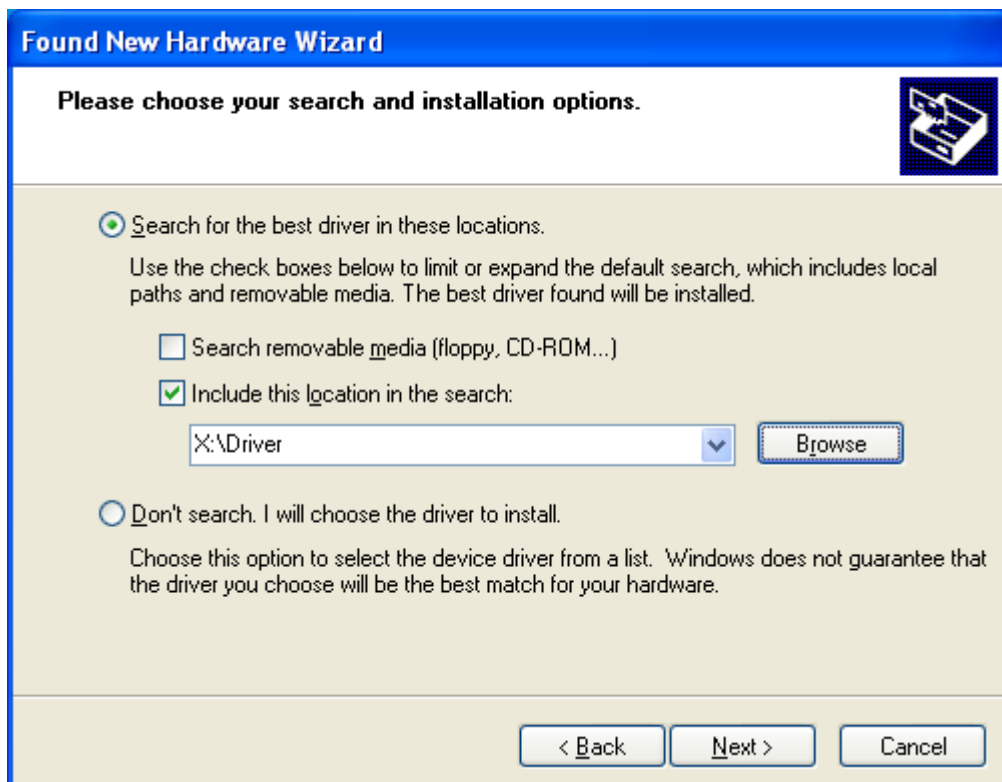 Found New Hardware Wizard
Please choose your search and installation options.
Search for the best driver in these locations.
Use the check boxes below to limit or expand the default search, which includes local
paths and removable media. The best driver found will be installed.
Search removable media (floppy, CD-ROM...)
Include this location in the search:
X:\Driver
Browse
Don't search. I will choose the driver to install.
Choose this option to select the device driver from a list.  Windows does not guarantee that
the driver you choose will be the best match for your hardware.
< Back
Next >
Cancel